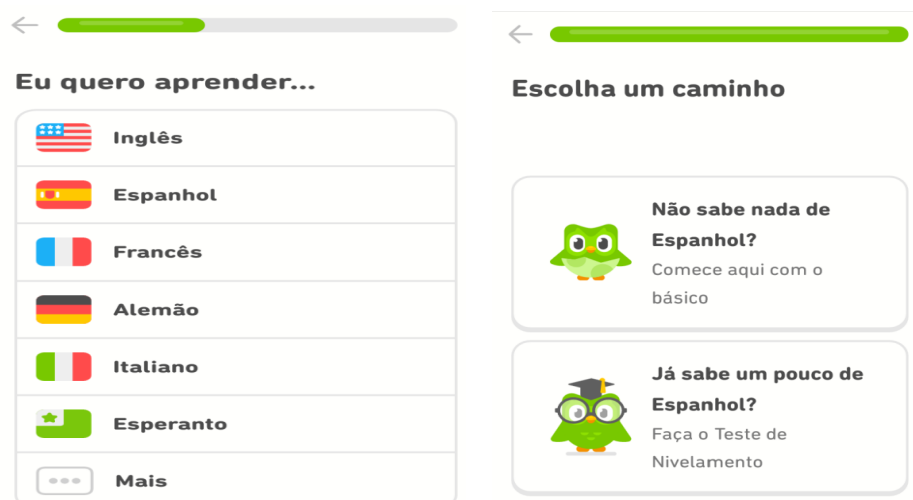 Eu quero aprender...
Inglês
Espanhol
Francês
Alemão
Italiano
Esperanto
Mais
Escolha um caminho
Não sabe nada de
Espanhol?
Comece aqui com o
básico
Já sabe um pouco de
Espanhol?
Faça o Teste de
Nivelamento